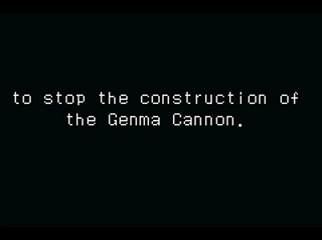 to stop the construction of
the Genma Cannon.